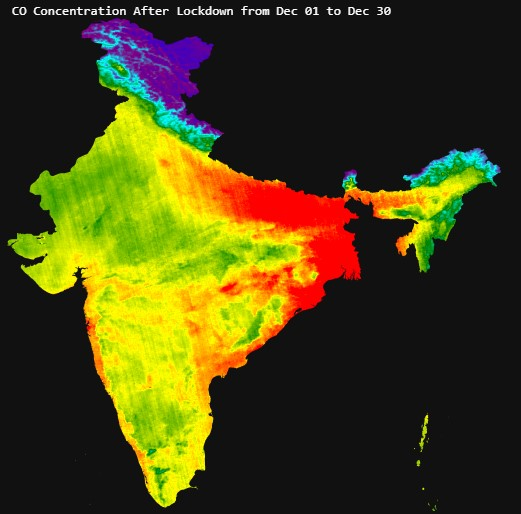 CO Concentration After Lockdown from Dec 01 to Dec 30